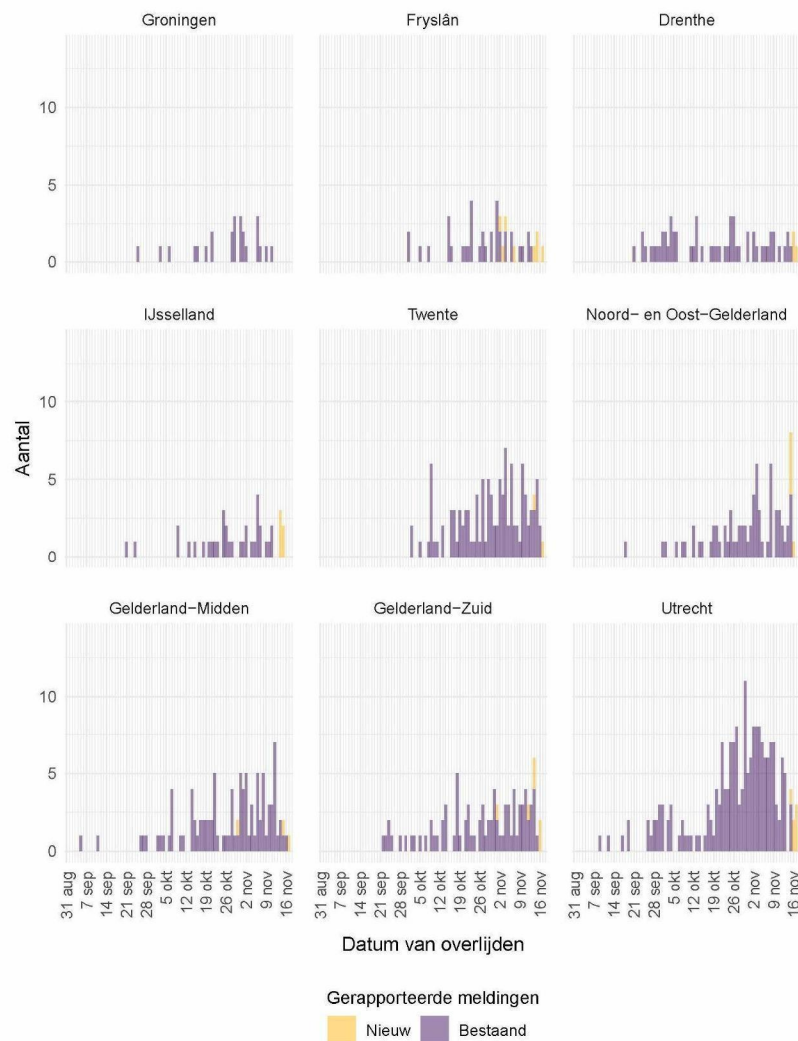 Groningen Fryslân Drenthe
10
5
0
IJsselland Twente Noord- en Oost-Gelderland
10
5
0
Aantal
Gelderland-Midden Gelderland-Zuid Utrecht
10
5
0
31 aug 7 sep 14 sep 21 sep 28 sep 5 okt 12 okt 19 okt 26 okt 2 nov 9 nov 16 nov 31 aug 7 sep 14 sep 21 sep 28 sep 5 okt 12 okt 19 okt 26 okt 2 nov 9 nov 16 nov 31 aug 7 sep 14 sep 21 sep 28 sep 5 okt 12 okt 19 okt 26 okt 2 nov 9 nov 16 nov
Datum van overlijden
Gerapporteerde meldingen
Nieuw Bestaand